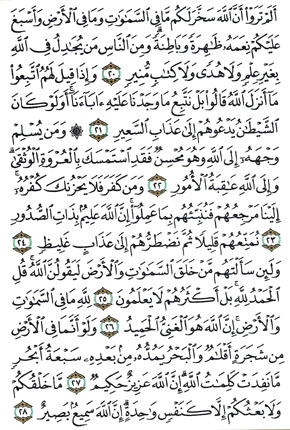 أَلَمْ تَرَوْا۟ أَنَّ ٱللَّهَ سَخَّرَ لَكُم مَّا فِى ٱلسَّمَٰوَٰتِ وَمَا فِى ٱلْأَرْضِ وَأَسْبَغَ
عَلَيْكُمْ نِعَمَهُۥ ظَٰهِرَةً وَبَاطِنَةً ۗ وَمِنَ ٱلنَّاسِ مَن يُجَٰدِلُ فِى ٱللَّهِ
بِغَيْرِ عِلْمٍ وَلَا هُدًى وَلَا كِتَٰبٍ مُّنِيرٍ ٢٠ وَإِذَا قِيلَ لَهُمُ ٱتَّبِعُوا۟
مَآ أَنزَلَ ٱللَّهُ قَالُوا۟ بَلْ نَتَّبِعُ مَا وَجَدْنَا عَلَيْهِ ءَابَآءَنَآ ۚ أَوَلَوْ كَانَ
ٱلشَّيْطَٰنُ يَدْعُوهُمْ إِلَىٰ عَذَابِ ٱلسَّعِيرِ ٢١ ۞ وَمَن يُسْلِمْ
وَجْهَهُۥٓ إِلَى ٱللَّهِ وَهُوَ مُحْسِنٌ فَقَدِ ٱسْتَمْسَكَ بِٱلْعُرْوَةِ ٱلْوُثْقَىٰ ۗ
وَإِلَى ٱللَّهِ عَٰقِبَةُ ٱلْأُمُورِ ٢٢ وَمَن كَفَرَ فَلَا يَحْزُنكَ كُفْرُهُۥٓ ۚ
إِلَيْنَا مَرْجِعُهُمْ فَنُنَبِّئُهُم بِمَا عَمِلُوٓا۟ ۚ إِنَّ ٱللَّهَ عَلِيمٌۢ بِذَاتِ ٱلصُّدُورِ
٢٣ نُمَتِّعُهُمْ قَلِيلًا ثُمَّ نَضْطَرُّهُمْ إِلَىٰ عَذَابٍ غَلِيظٍ ٢٤
وَلَئِن سَأَلْتَهُم مَّنْ خَلَقَ ٱلسَّمَٰوَٰتِ وَٱلْأَرْضَ لَيَقُولُنَّ ٱللَّهُ ۚ قُلِ
ٱلْحَمْدُ لِلَّهِ ۚ بَلْ أَكْثَرُهُمْ لَا يَعْلَمُونَ ٢٥ لِلَّهِ مَا فِى ٱلسَّمَٰوَٰتِ
وَٱلْأَرْضِ ۚ إِنَّ ٱللَّهَ هُوَ ٱلْغَنِىُّ ٱلْحَمِيدُ ٢٦ وَلَوْ أَنَّمَا فِى ٱلْأَرْضِ
مِن شَجَرَةٍ أَقْلَٰمٌ وَٱلْبَحْرُ يَمُدُّهُۥ مِنۢ بَعْدِهِۦ سَبْعَةُ أَبْحُرٍ
مَّا نَفِدَتْ كَلِمَٰتُ ٱللَّهِ ۗ إِنَّ ٱللَّهَ عَزِيزٌ حَكِيمٌ ٢٧ مَّا خَلْقُكُمْ
وَلَا بَعْثُكُمْ إِلَّا كَنَفْسٍ وَٰحِدَةٍ ۗ إِنَّ ٱللَّهَ سَمِيعٌۢ بَصِيرٌ ٢٨